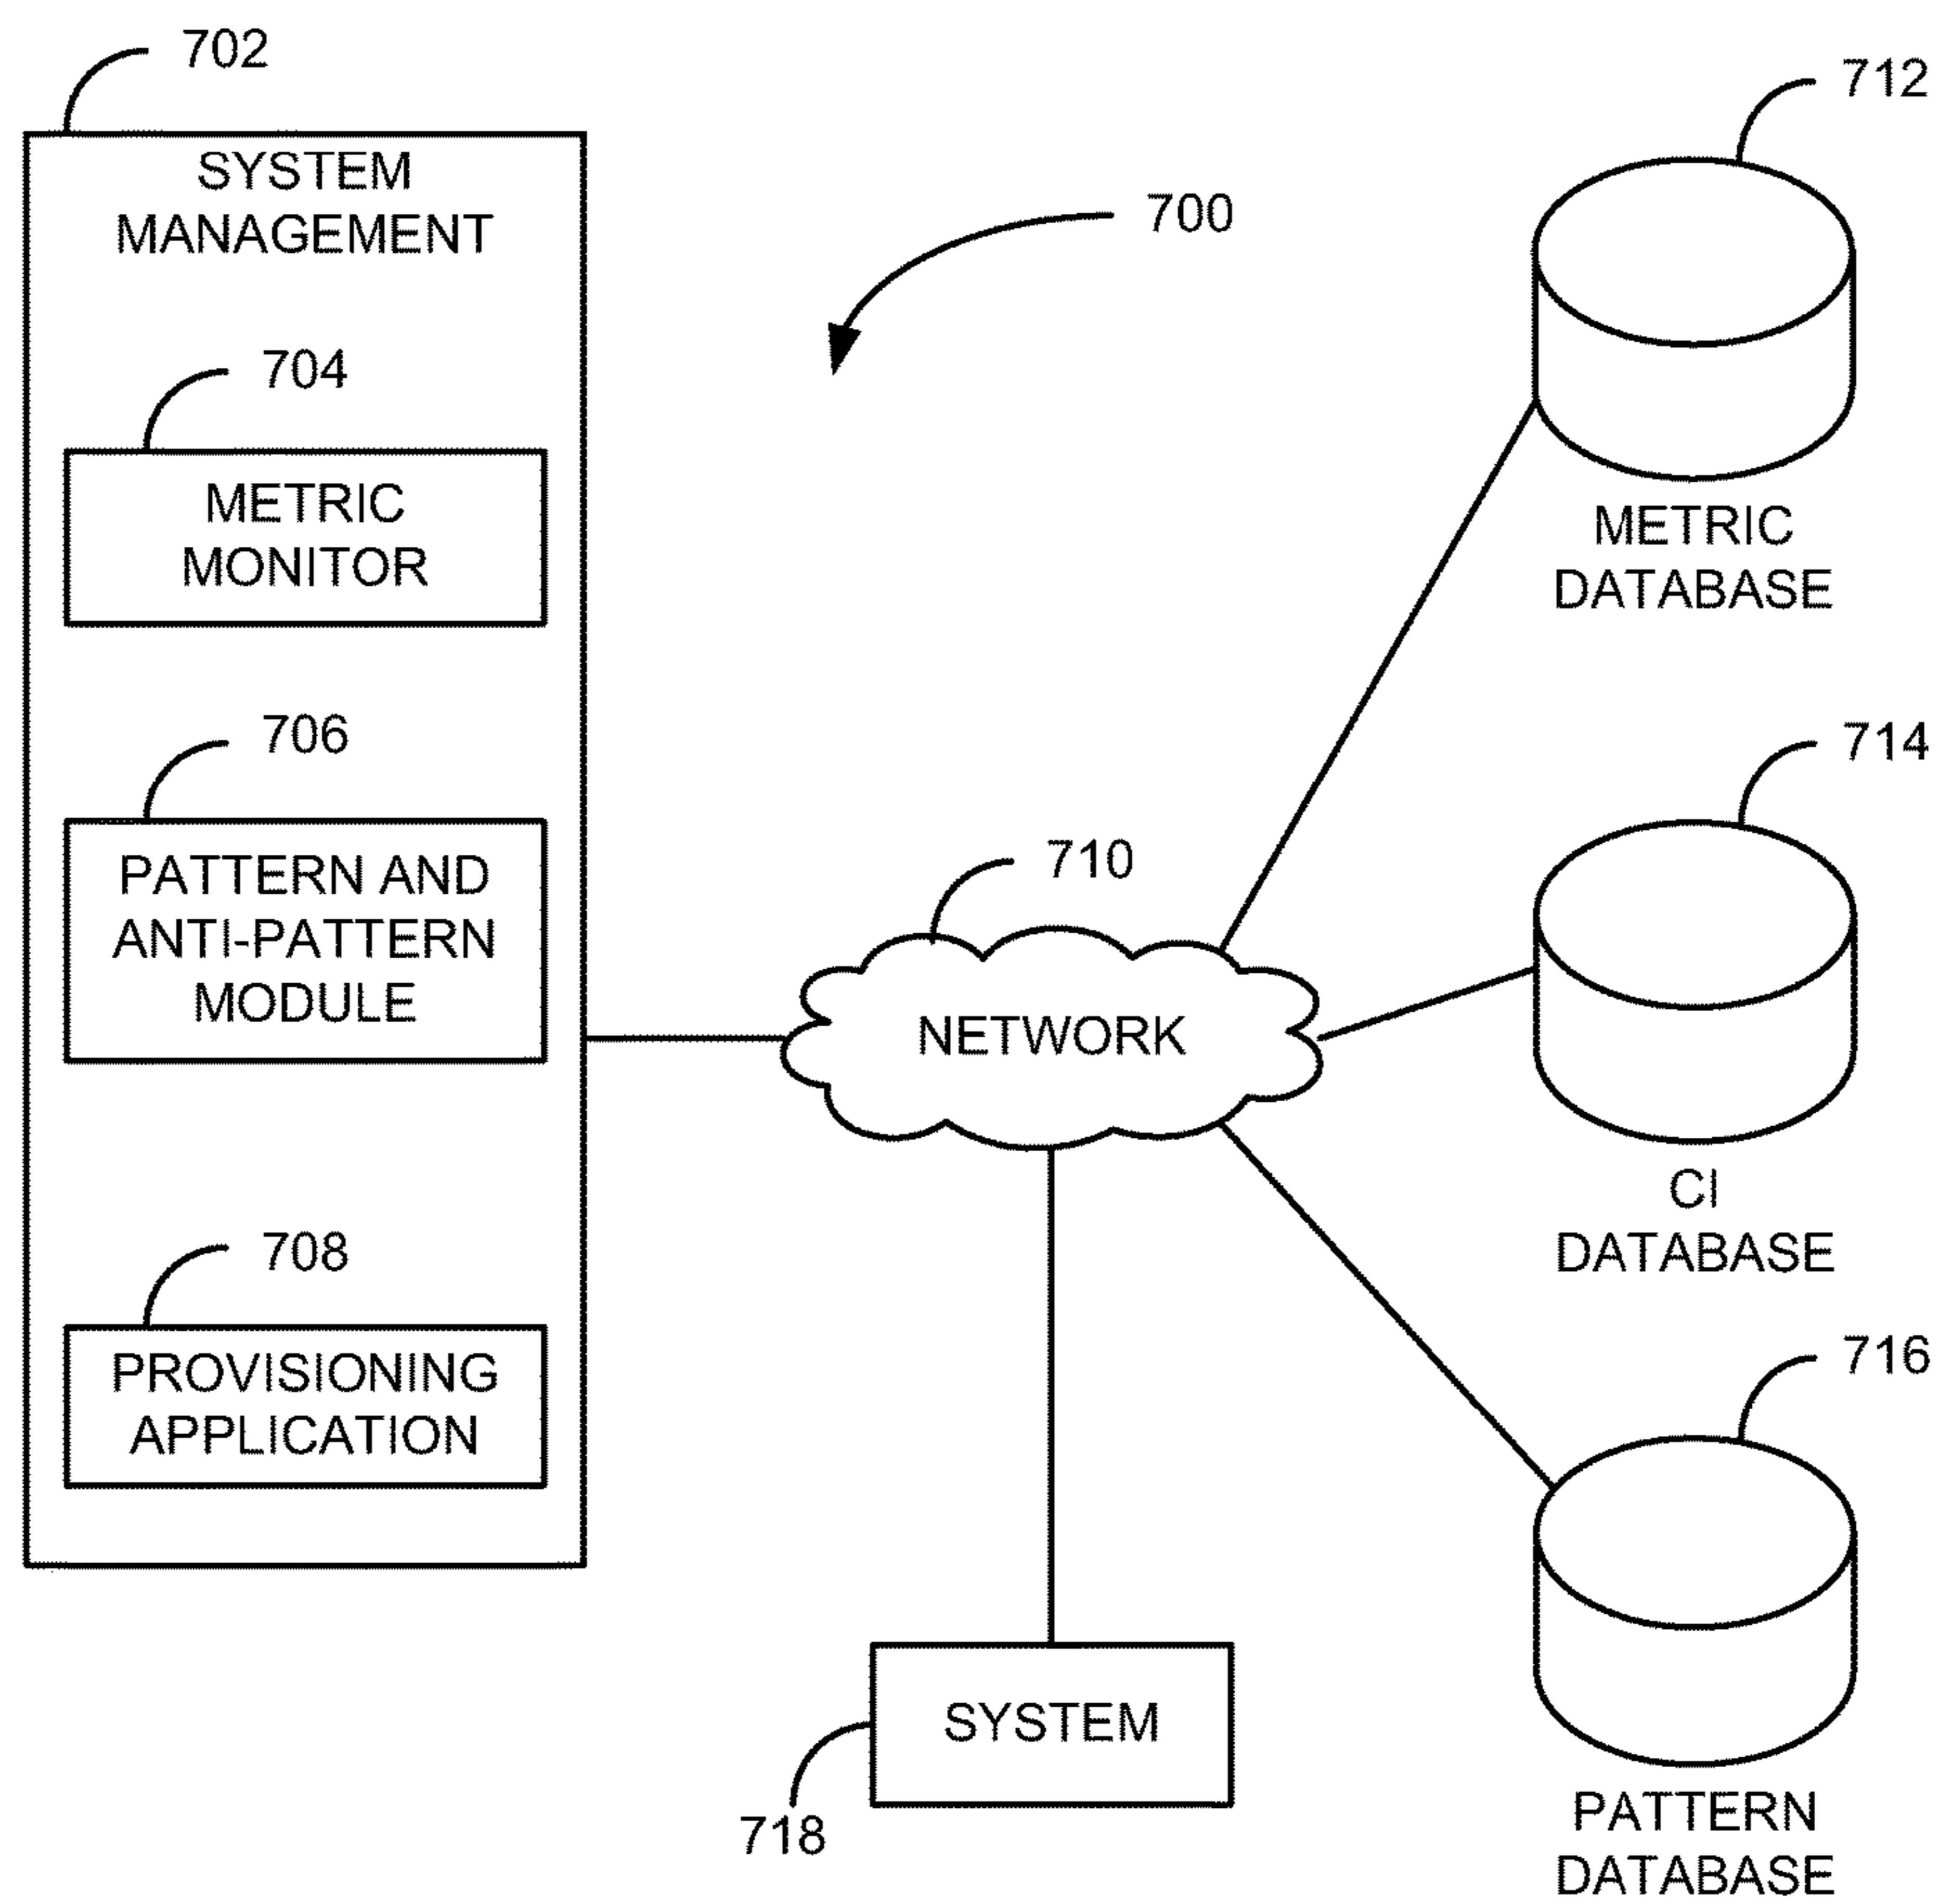 702
SYSTEM
MANAGEMENT
704
METRIC
MONITOR
706
PATTERN AND
ANTI-PATTERN
MODULE
708
PROVISIONING
APPLICATION
700
710
NETWORK
718
SYSTEM
712
METRIC
DATABASE
714
CI
DATABASE
716
PATTERN
DATABASE